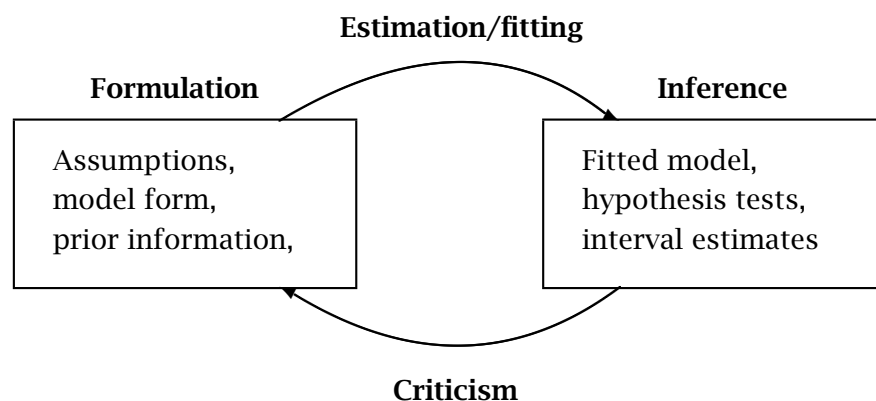 Estimation/fitting
Formulation
Inference
Assumptions,
model form,
prior information,
Fitted model,
hypothesis tests,
interval estimates
Criticism